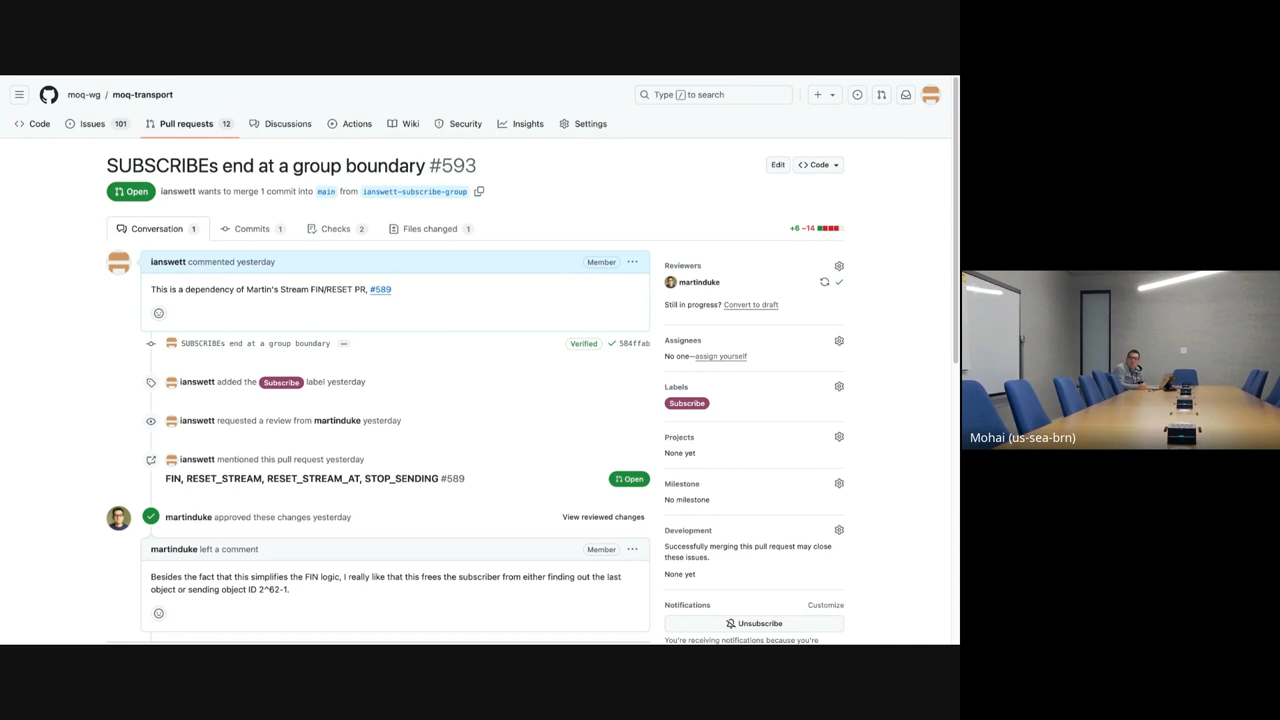 moq-wg / moq-transport
Type / to search
Code
Issues 101
Pull requests 12
Discussions
Actions
Wiki
Security
Insights
Settings
SUBSCRIBEs end at a group boundary #593
Edit
<> Code
Open
ianswett wants to merge 1 commit into main from ianswett-subscribe-group
Conversation 1
Commits 1
Checks 2
Files changed 1
+6 −14
ianswett commented yesterday
Member
This is a dependency of Martin's Stream FIN/RESET PR, #589
SUBSCRIBEs end at a group boundary
Verified
584ffab
ianswett added the Subscribe label yesterday
ianswett requested a review from martinduke yesterday
ianswett mentioned this pull request yesterday
FIN, RESET_STREAM, RESET_STREAM_AT, STOP_SENDING #589
Open
martinduke approved these changes yesterday
View reviewed changes
martinduke left a comment
Member
Besides the fact that this simplifies the FIN logic, I really like that this frees the subscriber from either finding out the last
object or sending object ID 2^62-1.
Reviewers
martinduke
Still in progress? Convert to draft
Assignees
No one—assign yourself
Labels
Subscribe
Projects
None yet
Milestone
No milestone
Development
Successfully merging this pull request may close
these issues.
None yet
Notifications
Customize
Unsubscribe
You're receiving notifications because you're
Mohai (us-sea-brn)